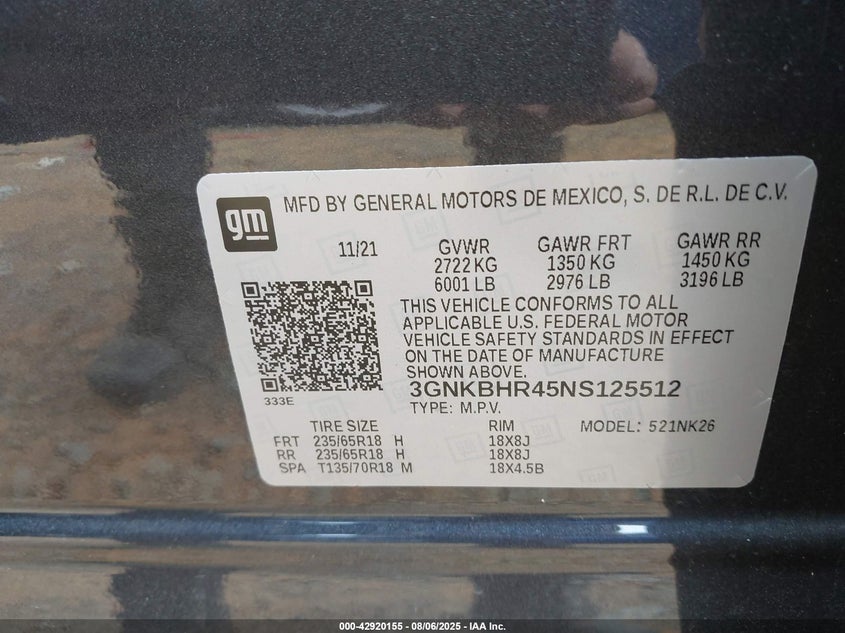 gm
MFD BY GENERAL MOTORS DE MEXICO, S. DE R.L. DE C.V.
11/21 GVWR GAWR FRT GAWR RR
2722 KG 1350 KG 1450 KG
6001 LB 2976 LB 3196 LB
THIS VEHICLE CONFORMS TO ALL
APPLICABLE U.S. FEDERAL MOTOR
VEHICLE SAFETY STANDARDS IN EFFECT
ON THE DATE OF MANUFACTURE
SHOWN ABOVE.
333E
3GNKBHR45NS125512
TYPE: M.P.V.
TIRE SIZE RIM MODEL: 521NK26
FRT 235/65R18 H 18X8J
RR 235/65R18 H 18X8J
SPA T135/70R18 M 18X4.5B
000-42920155 - 08/06/2025 - IAA Inc.